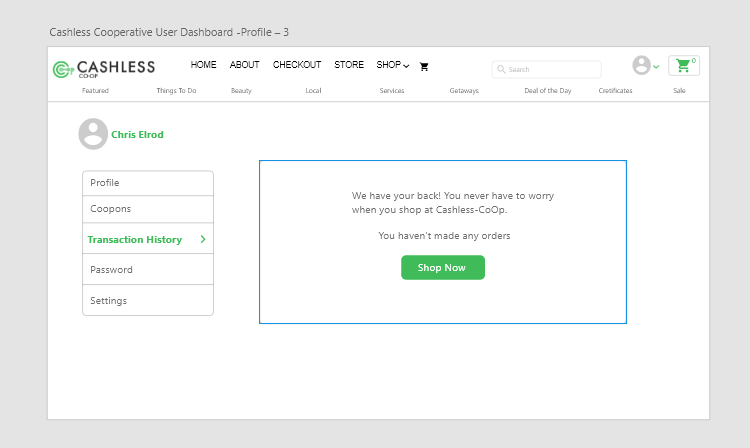 Cashless Cooperative User Dashboard -Profile – 3
CASHLESS
CO-OP
HOME ABOUT CHECKOUT STORE SHOP
Search
0
Featured Things To Do Beauty Local Services Getaways Deal of the Day Cretificates Sale
Chris Elrod
Profile
Coopons
Transaction History
Password
Settings
We have your back! You never have to worry
when you shop at Cashless-CoOp.
You haven't made any orders
Shop Now